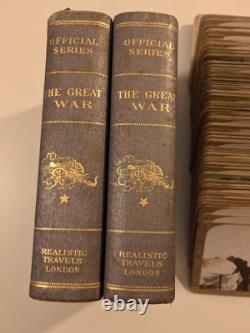 OFFICIAL
SERIES
THE GREAT
WAR
REALISTIC
TRAVELS
LONDON
OFFICIAL
SERIES
THE GREAT
WAR
REALISTIC
TRAVELS
LONDON